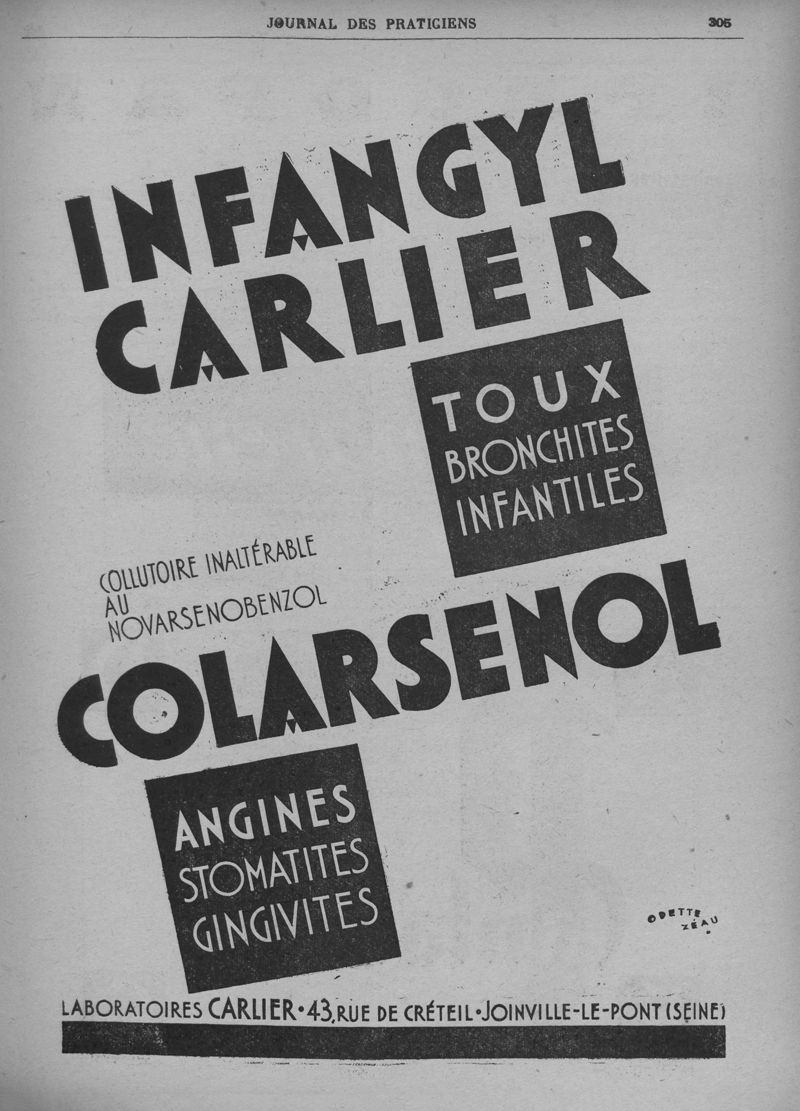 JOURNAL DES PRATICIENS 305
INFANGYL
CARLIER
TOUX
BRONCHITES
INFANTILES
COLLUTOIRE INALTÉRABLE
AU
NOVARSENOBENZOL
COLARSENOL
ANGINES
STOMATITES
GINGIVITES
ODETTE
ZÉAU
LABORATOIRES CARLIER • 43, RUE DE CRÉTEIL • JOINVILLE-LE-PONT (SEINE)